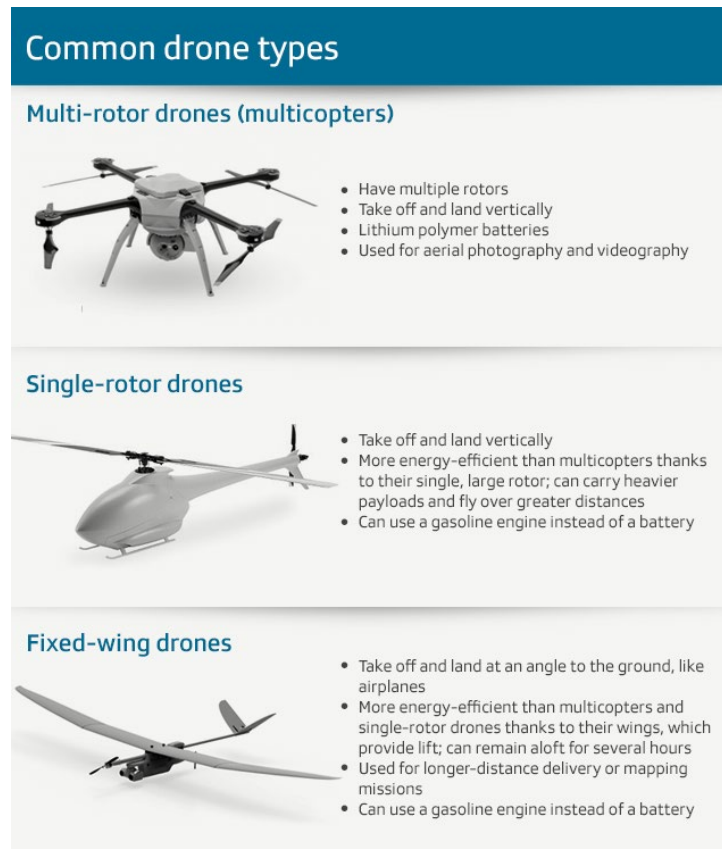 Common drone types
Multi-rotor drones (multicopters)
• Have multiple rotors
• Take off and land vertically
• Lithium polymer batteries
• Used for aerial photography and videography
Single-rotor drones
• Take off and land vertically
• More energy-efficient than multicopters thanks
to their single, large rotor; can carry heavier
payloads and fly over greater distances
• Can use a gasoline engine instead of a battery
Fixed-wing drones
• Take off and land at an angle to the ground, like
airplanes
• More energy-efficient than multicopters and
single-rotor drones thanks to their wings, which
provide lift; can remain aloft for several hours
• Used for longer-distance delivery or mapping
missions
• Can use a gasoline engine instead of a battery